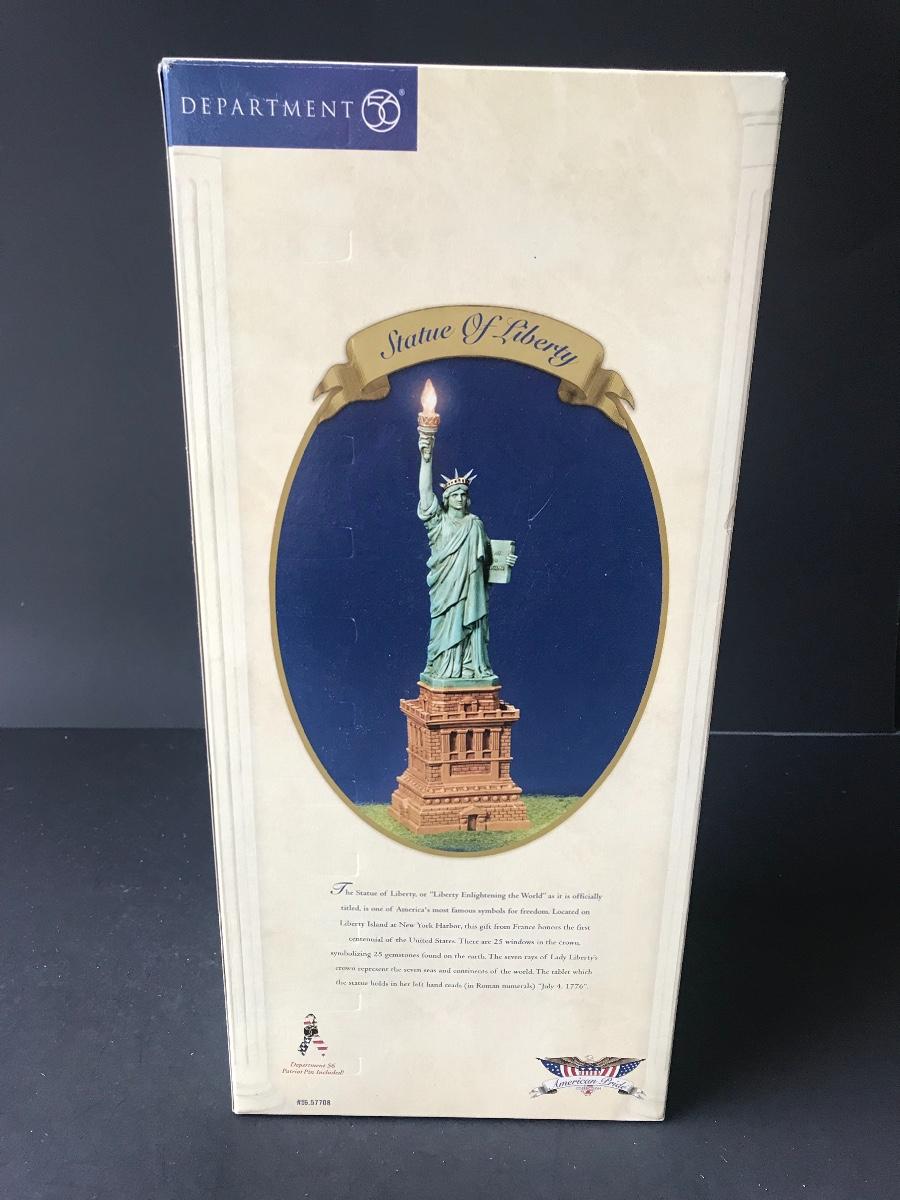 DEPARTMENT 56®
Statue Of Liberty
The Statue of Liberty, or "Liberty Enlightening the World" as it is officially
titled, is one of America's most famous symbols for freedom. Located on
Liberty Island at New York Harbor, this gift from France honors the first
centennial of the United States. There are 25 windows in the crown,
symbolizing 25 gemstones found on the earth. The seven rays of Lady Liberty's
crown represent the seven seas and continents of the world. The tablet which
the statue holds in her left hand reads (in Roman numerals) "July 4, 1776".
Department 56
Patriot Pin Included!
American Pride
COLLECTION
#56.57708